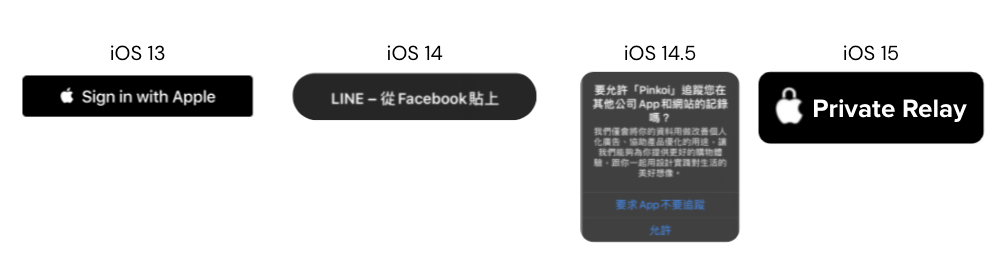 iOS 13
Sign in with Apple
iOS 14
LINE – 從 Facebook 貼上
iOS 14.5
要允許「Pinkoi」追蹤您在
其他公司 App 和網站的記錄
嗎？
我們僅會將你的資料用做改善個人
化廣告、協助產品優化的用途，讓
我們能夠為你提供更好的購物體
驗，跟你一起用設計實踐對生活的
美好想像。
要求 App 不要追蹤
允許
iOS 15
Private Relay